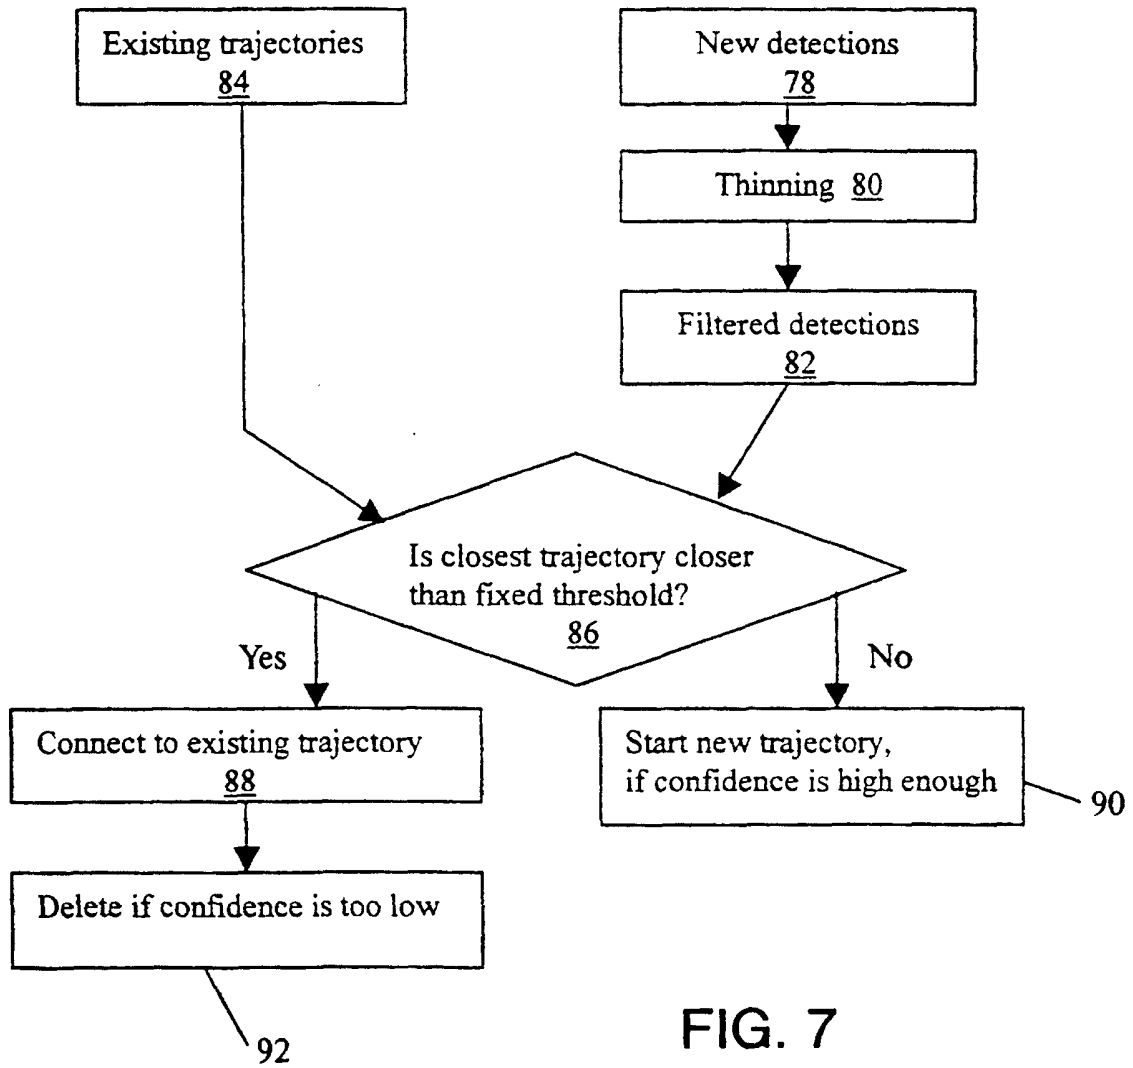 Existing trajectories
84
New detections
78
Thinning 80
Filtered detections
82
Is closest trajectory closer
than fixed threshold?
86
Yes
No
Connect to existing trajectory
88
Start new trajectory,
if confidence is high enough
90
Delete if confidence is too low
92
FIG. 7